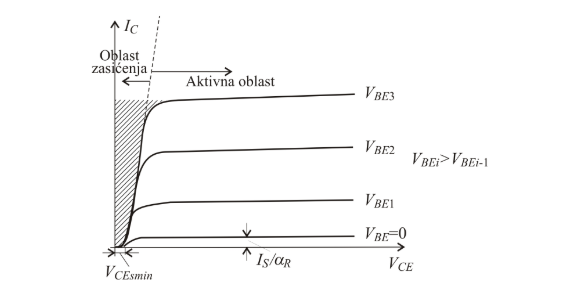 I_C
Oblast
zasićenja
Aktivna oblast
V_BE3
V_BE2
V_BEi>V_BEi-1
V_BE1
V_BE=0
I_S/α_R
V_CE
V_CEsmin